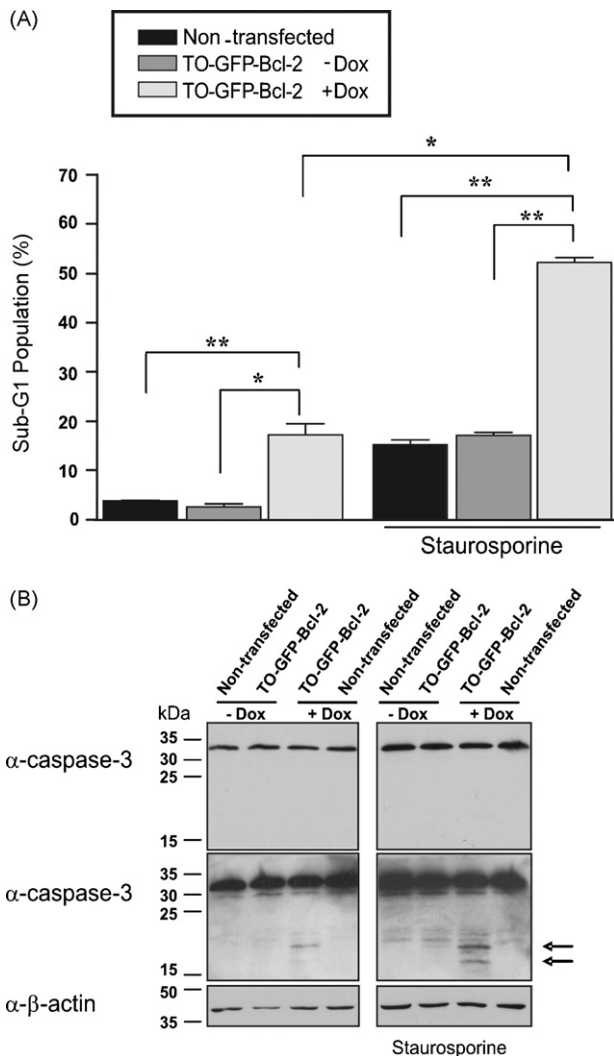 (A)
Non-transfected
TO-GFP-Bcl-2 - Dox
TO-GFP-Bcl-2 + Dox
Sub-G1 Population (%)
70
60
50
40
30
20
10
0
*
**
**
**
*
Staurosporine
(B)
Non-transfected
TO-GFP-Bcl-2
TO-GFP-Bcl-2
Non-transfected
Non-transfected
TO-GFP-Bcl-2
TO-GFP-Bcl-2
Non-transfected
kDa - Dox + Dox - Dox + Dox
α-caspase-3
35
30
25
15
α-caspase-3
35
30
25
15
α-β-actin
50
35
Staurosporine